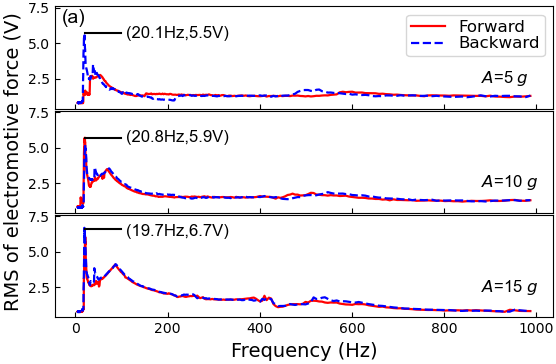 (a)
RMS of electromotive force (V)
7.5
5.0
2.5
(20.1Hz,5.5V)
Forward
Backward
A=5 g
7.5
5.0
2.5
(20.8Hz,5.9V)
A=10 g
7.5
5.0
2.5
(19.7Hz,6.7V)
A=15 g
0 200 400 600 800 1000
Frequency (Hz)